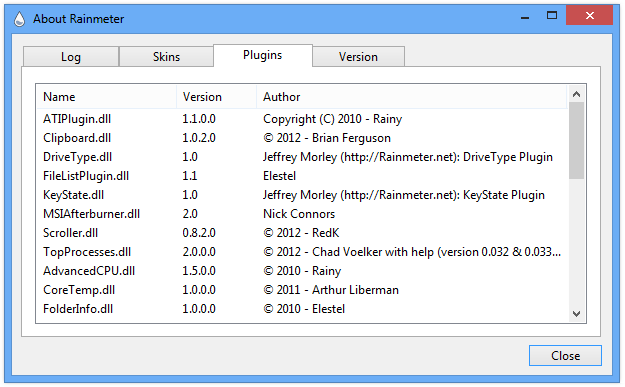 About Rainmeter
Log Skins Plugins Version
Name Version Author
ATIPlugin.dll 1.1.0.0 Copyright (C) 2010 - Rainy
Clipboard.dll 1.0.2.0 © 2012 - Brian Ferguson
DriveType.dll 1.0 Jeffrey Morley (http://Rainmeter.net): DriveType Plugin
FileListPlugin.dll 1.1 Elestel
KeyState.dll 1.0 Jeffrey Morley (http://Rainmeter.net): KeyState Plugin
MSIAfterburner.dll 2.0 Nick Connors
Scroller.dll 0.8.2.0 © 2012 - RedK
TopProcesses.dll 2.0.0.0 © 2012 - Chad Voelker with help (version 0.032 & 0.033...
AdvancedCPU.dll 1.5.0.0 © 2010 - Rainy
CoreTemp.dll 1.0.0.0 © 2011 - Arthur Liberman
FolderInfo.dll 1.0.0.0 © 2010 - Elestel
Close